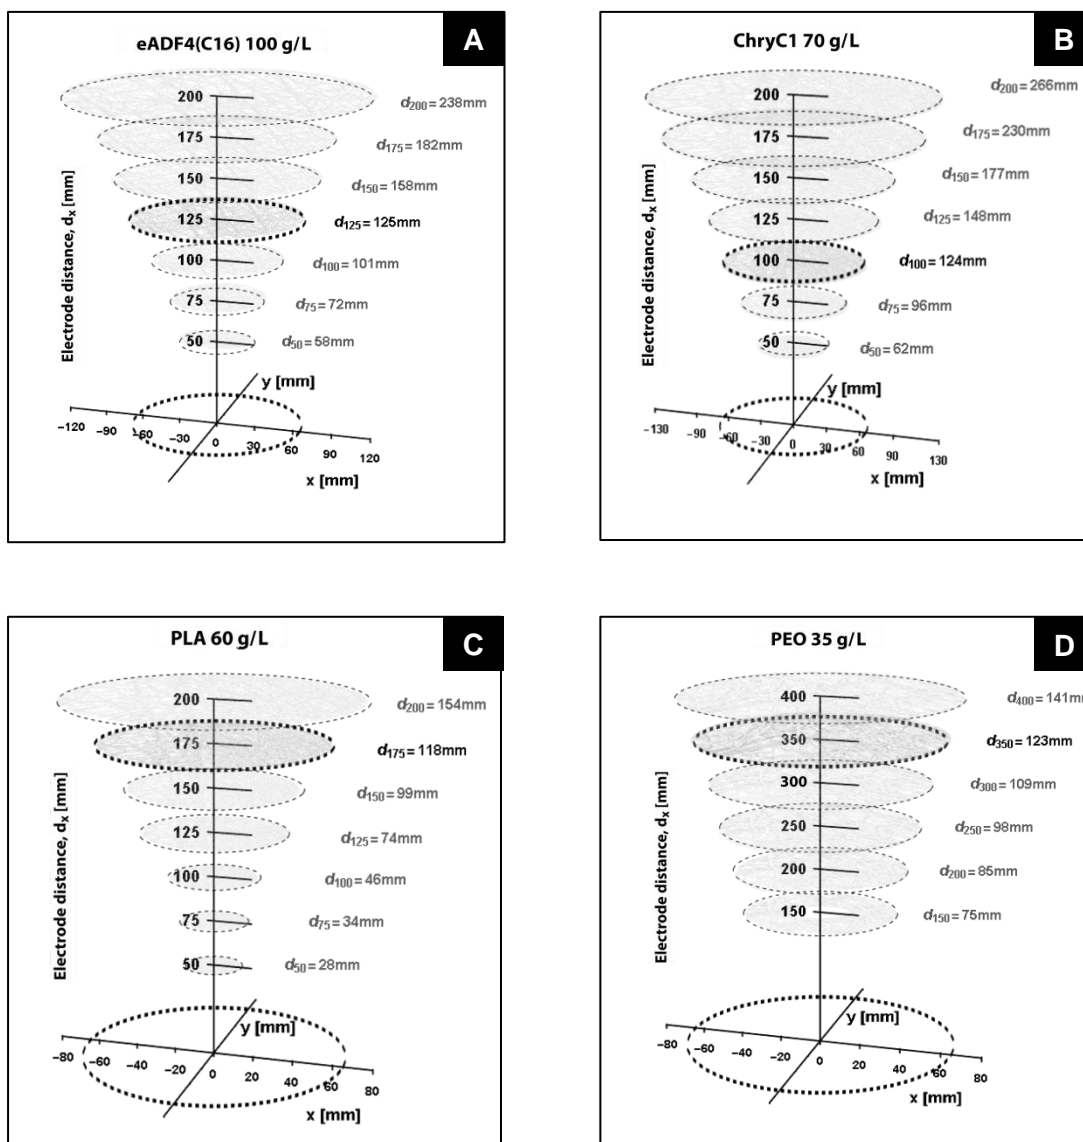 A
eADF4(C16) 100 g/L
200
d200 = 238mm
175
d175 = 182mm
150
d150 = 158mm
125
d125 = 125mm
100
d100 = 101mm
75
d75 = 72mm
50
d50 = 58mm
Electrode distance, dx [mm]
y [mm]
−120 −90 −60 −30 0 30 60 90 120
x [mm]
B
ChryC1 70 g/L
200
d200 = 266mm
175
d175 = 230mm
150
d150 = 177mm
125
d125 = 148mm
100
d100 = 124mm
75
d75 = 96mm
50
d50 = 62mm
Electrode distance, dx [mm]
y [mm]
−130 −90 −60 −30 0 30 60 90 130
x [mm]
C
PLA 60 g/L
200
d200 = 154mm
175
d175 = 118mm
150
d150 = 99mm
125
d125 = 74mm
100
d100 = 46mm
75
d75 = 34mm
50
d50 = 28mm
Electrode distance, dx [mm]
y [mm]
−80 −60 −40 −20 0 20 40 60 80
x [mm]
D
PEO 35 g/L
400
d400 = 141mm
350
d350 = 123mm
300
d300 = 109mm
250
d250 = 98mm
200
d200 = 85mm
150
d150 = 75mm
Electrode distance, dx [mm]
y [mm]
−80 −60 −40 −20 0 20 40 60 80
x [mm]